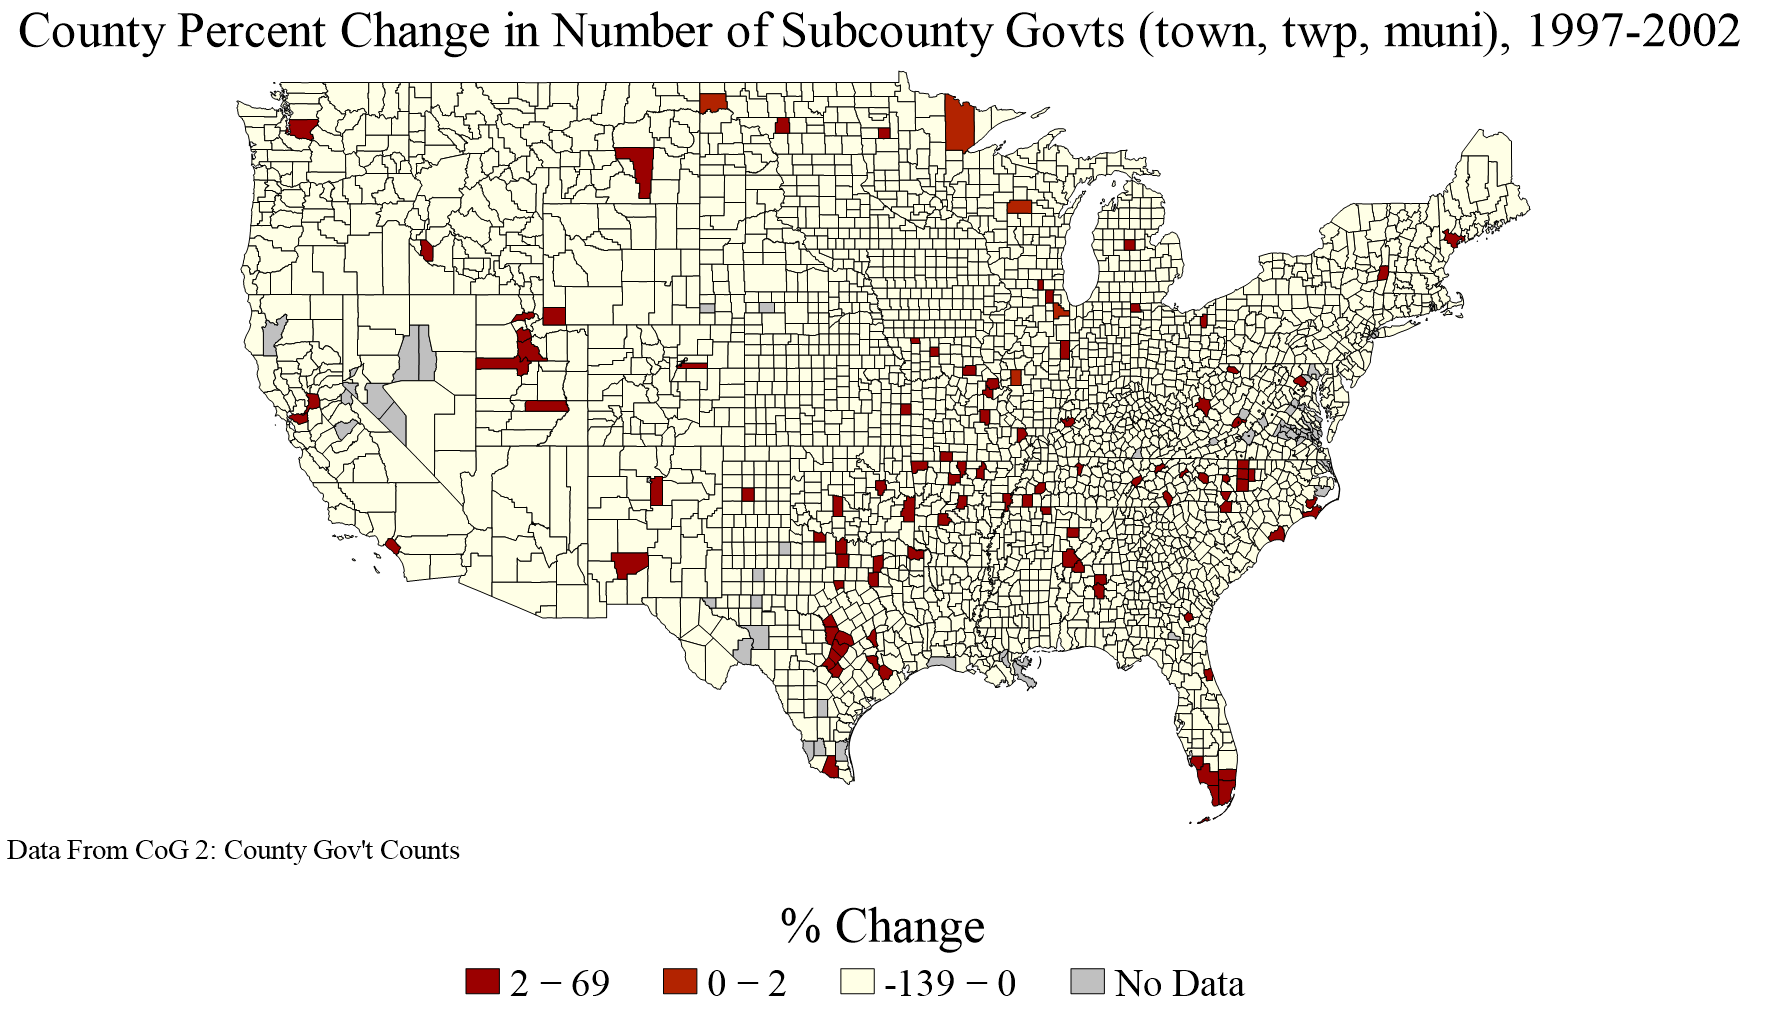 County Percent Change in Number of Subcounty Govts (town, twp, muni), 1997-2002
Data From CoG 2: County Gov't Counts
% Change
2 − 69 0 − 2 -139 − 0 No Data